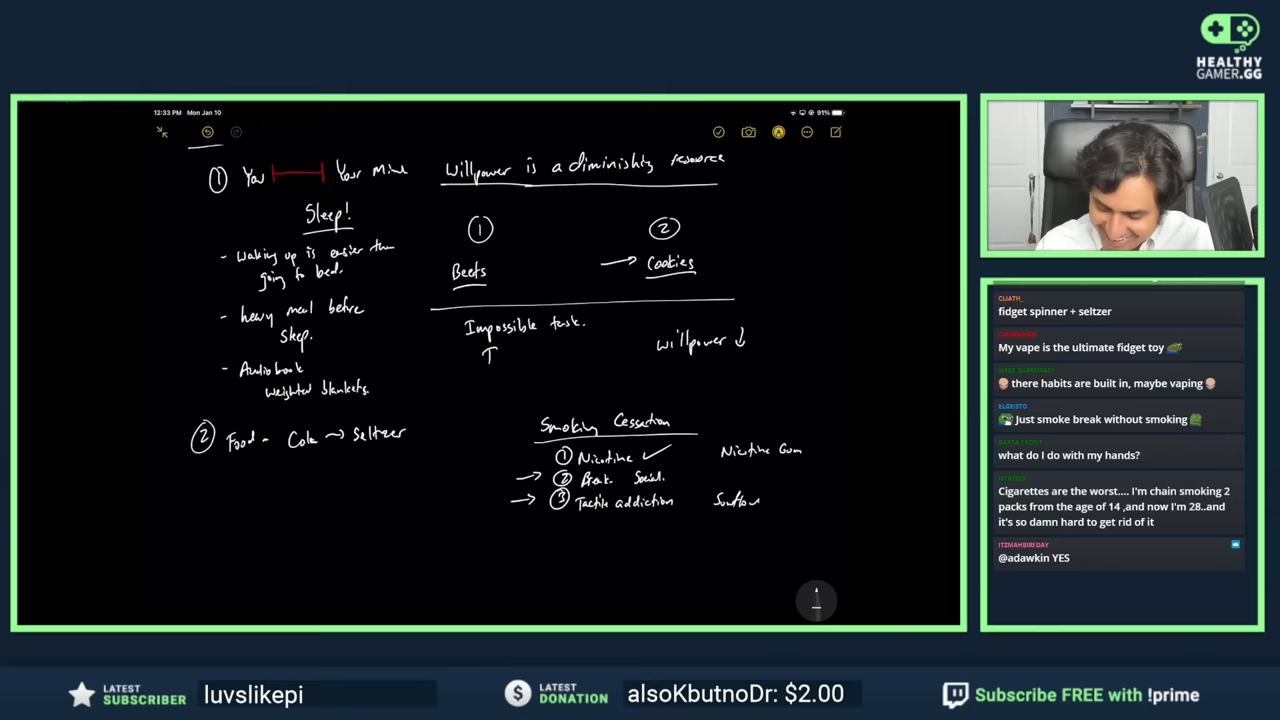 HEALTHY
GAMER.GG
12:33 PM Mon Jan 10
91%
① You Your Mind
Willpower is a diminishing resource
Sleep!
- Waking up is easier than
going to bed.
- heavy meal before
sleep.
- Audiobook
weighted blankets.
② Food - Cola → Seltzer
①
Beets
②
→ Cookies
Impossible task.
↑
willpower ↓
Smoking Cessation
① Nicotine ✓ Nicotine Gum
→ ② Break Social.
→ ③ Tactile addiction Sunflow
CLIATH_
fidget spinner + seltzer
My vape is the ultimate fidget toy
there habits are built in, maybe vaping
ELGEISTO
Just smoke break without smoking
what do I do with my hands?
Cigarettes are the worst.... I'm chain smoking 2
packs from the age of 14 ,and now I'm 28..and
it's so damn hard to get rid of it
ITZMAHBIRFDAY
@adawkin YES
LATEST
SUBSCRIBER
luvslikepi
LATEST
DONATION
alsoKbutnoDr: $2.00
Subscribe FREE with !prime